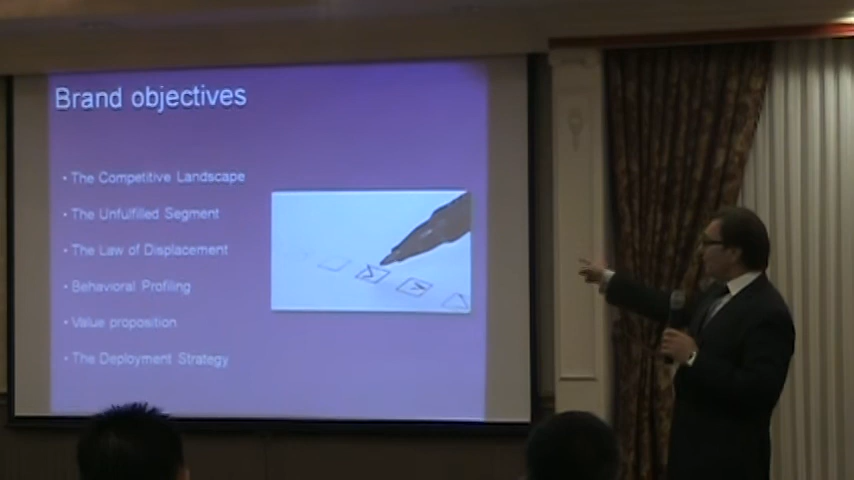 Brand objectives
• The Competitive Landscape
• The Unfulfilled Segment
• The Law of Displacement
• Behavioral Profiling
• Value proposition
• The Deployment Strategy